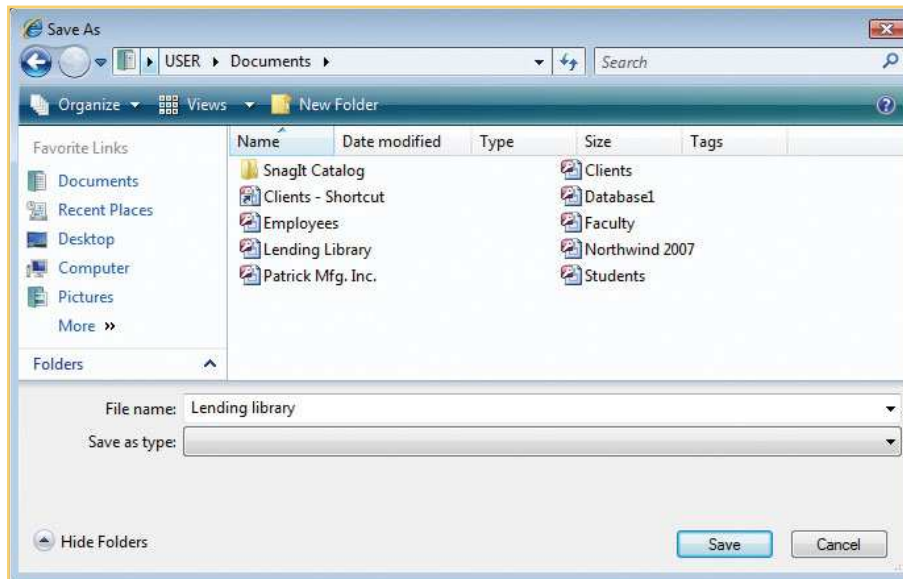 Save As
USER Documents Search
Organize Views New Folder
Favorite Links
Documents
Recent Places
Desktop
Computer
Pictures
More »
Folders
Name Date modified Type Size Tags
SnagIt Catalog Clients
Clients - Shortcut Database1
Employees Faculty
Lending Library Northwind 2007
Patrick Mfg. Inc. Students
File name: Lending library
Save as type:
Hide Folders Save Cancel